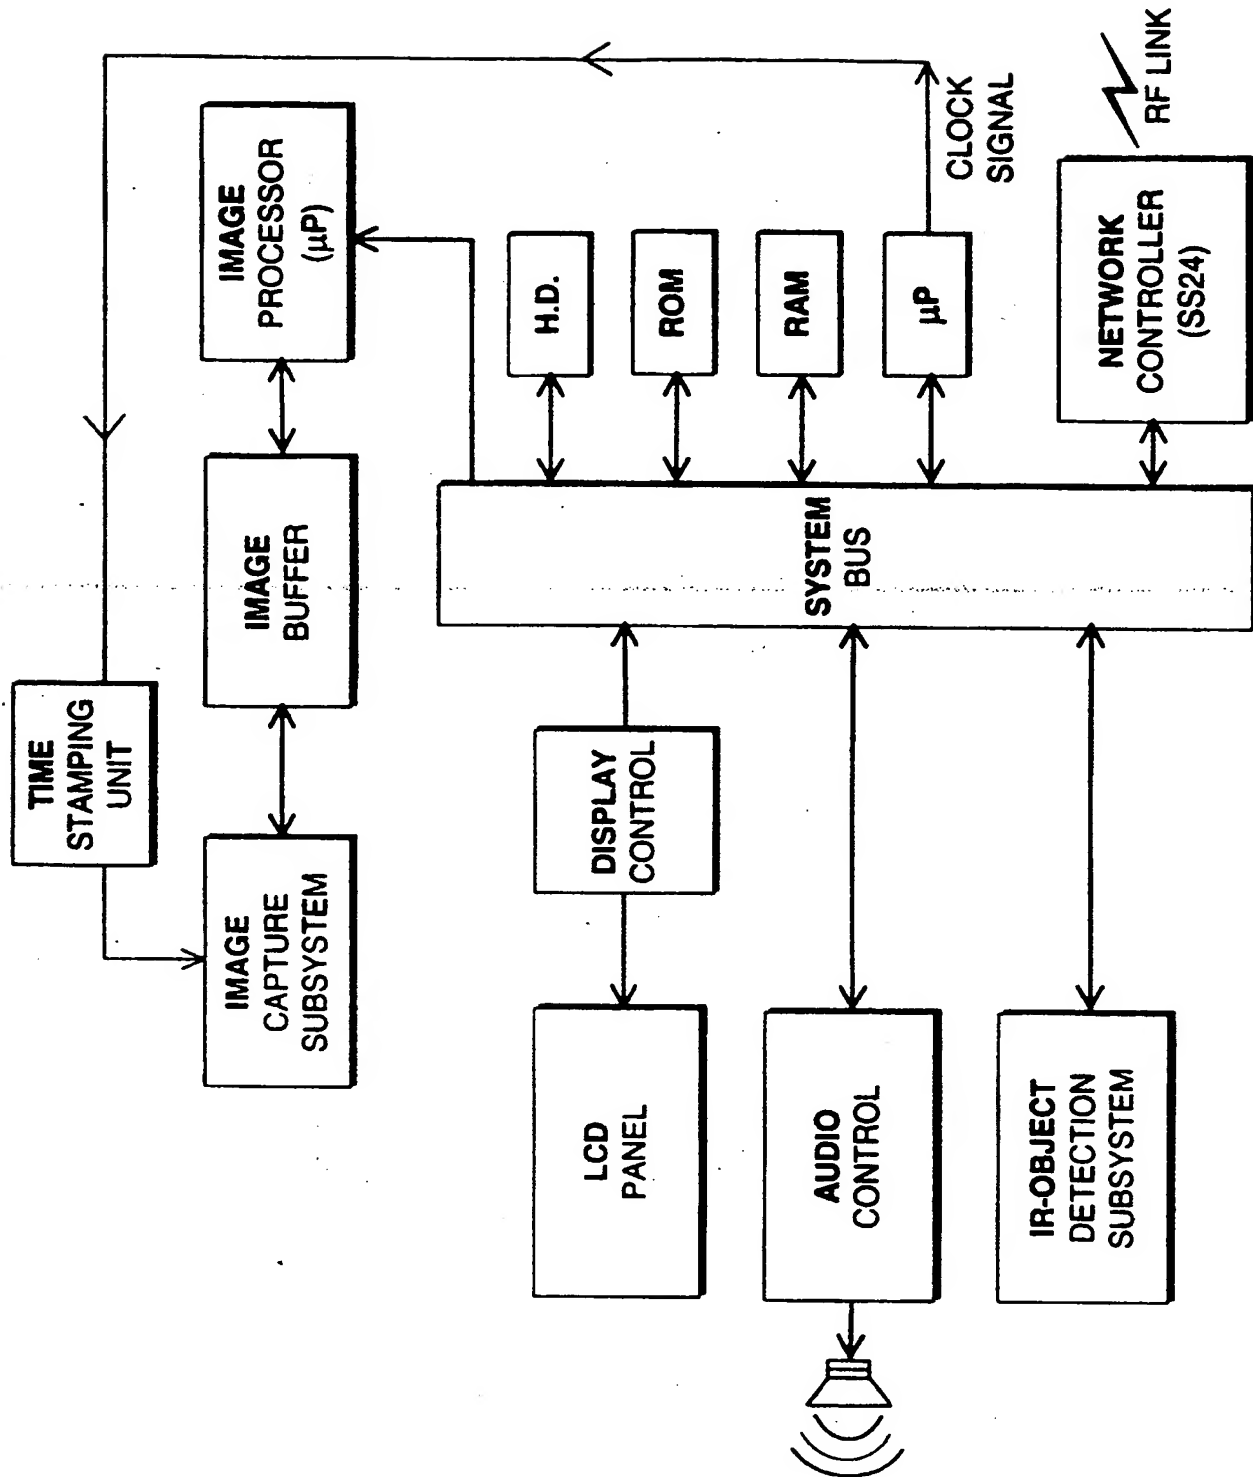 TIME
STAMPING
UNIT
IMAGE
CAPTURE
SUBSYSTEM
IMAGE
BUFFER
IMAGE
PROCESSOR
(µP)
LCD
PANEL
DISPLAY
CONTROL
H.D.
ROM
RAM
µP
CLOCK
SIGNAL
SYSTEM
BUS
AUDIO
CONTROL
IR-OBJECT
DETECTION
SUBSYSTEM
NETWORK
CONTROLLER
(SS24)
RF LINK